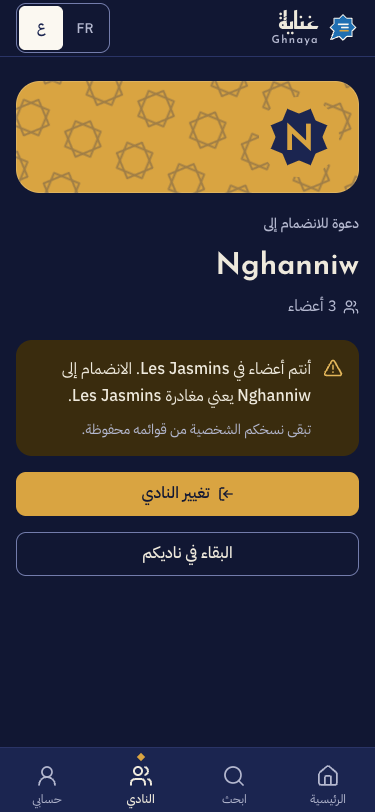 غناية
Ghnaya
FR
ع
N
دعوة للانضمام إلى
Nghanniw
3 أعضاء
أنتم أعضاء في Les Jasmins. الانضمام إلى
Nghanniw يعني مغادرة Les Jasmins.
تبقى نسخكم الشخصية من قوائمه محفوظة.
تغيير النادي
البقاء في ناديكم
الرئيسية
ابحث
النادي
حسابي